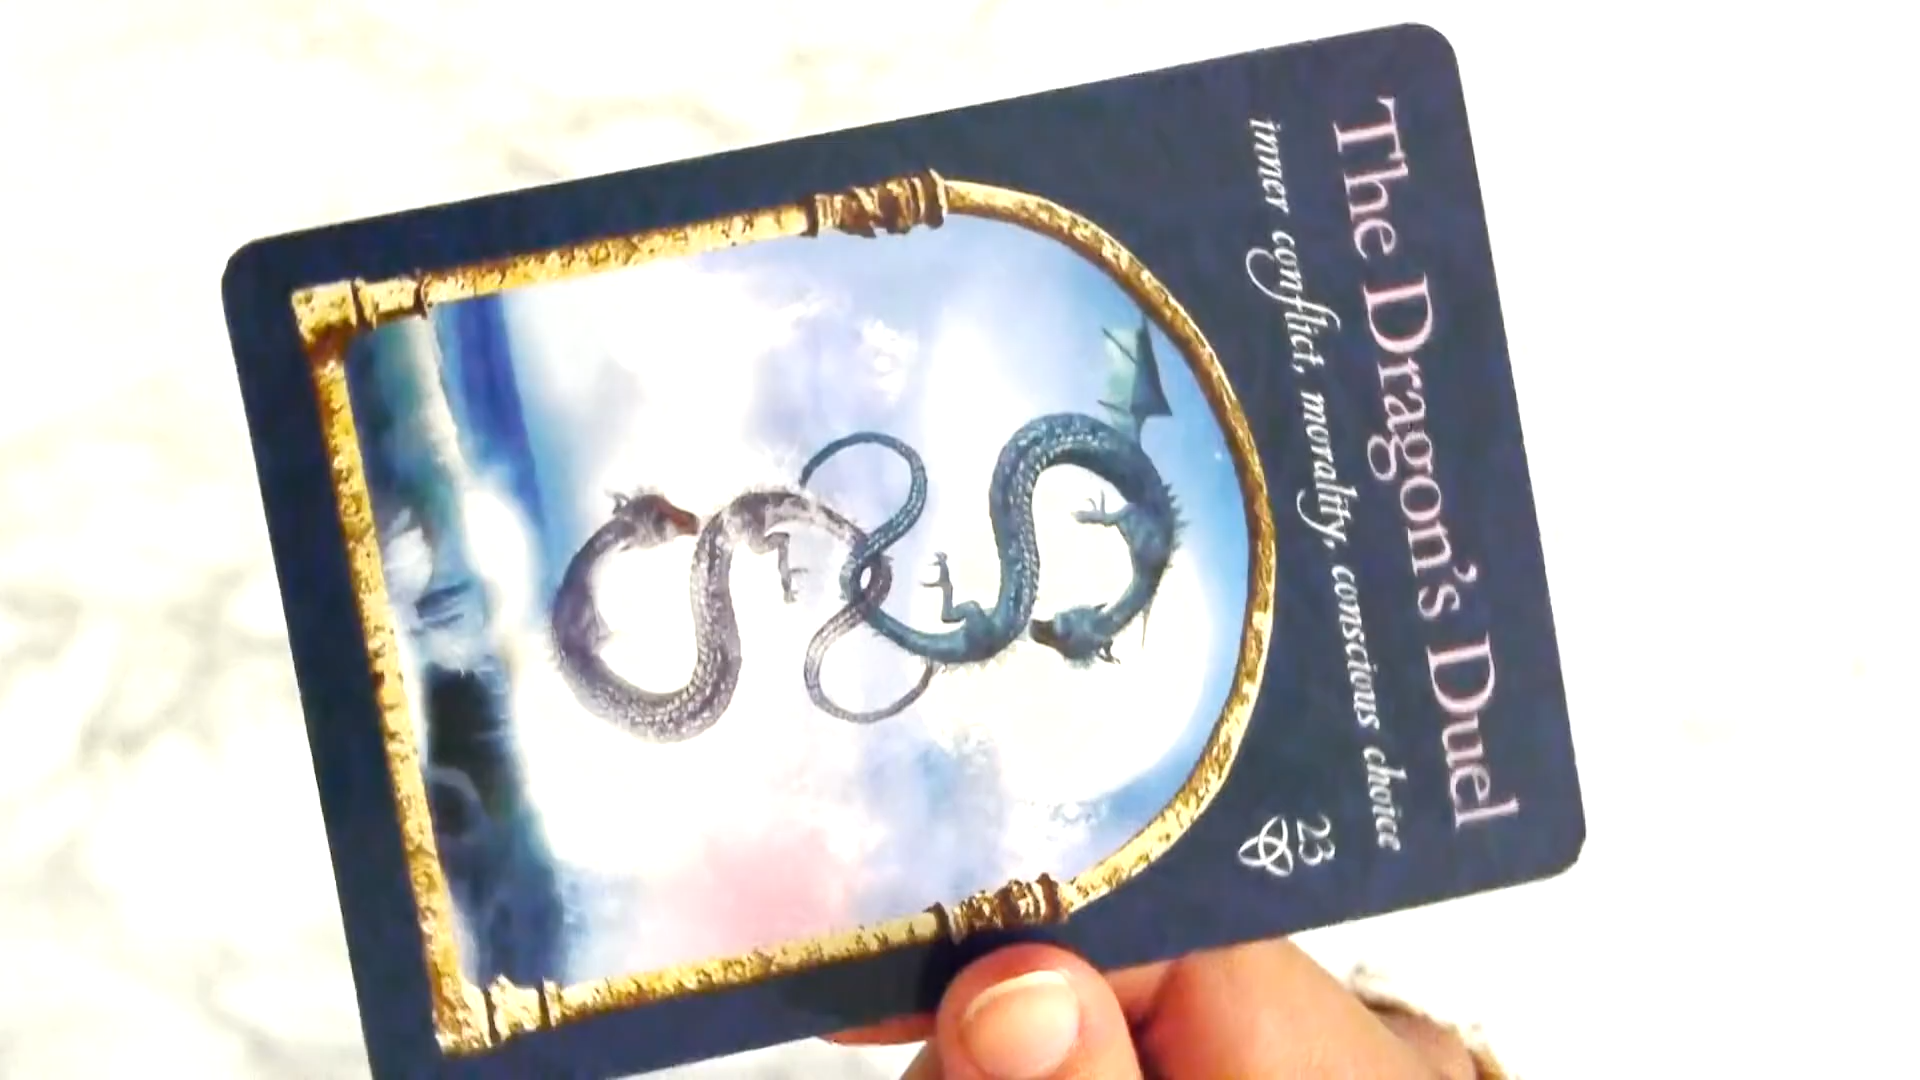 The Dragon's Duel
inner conflict, morality, conscious choice
23